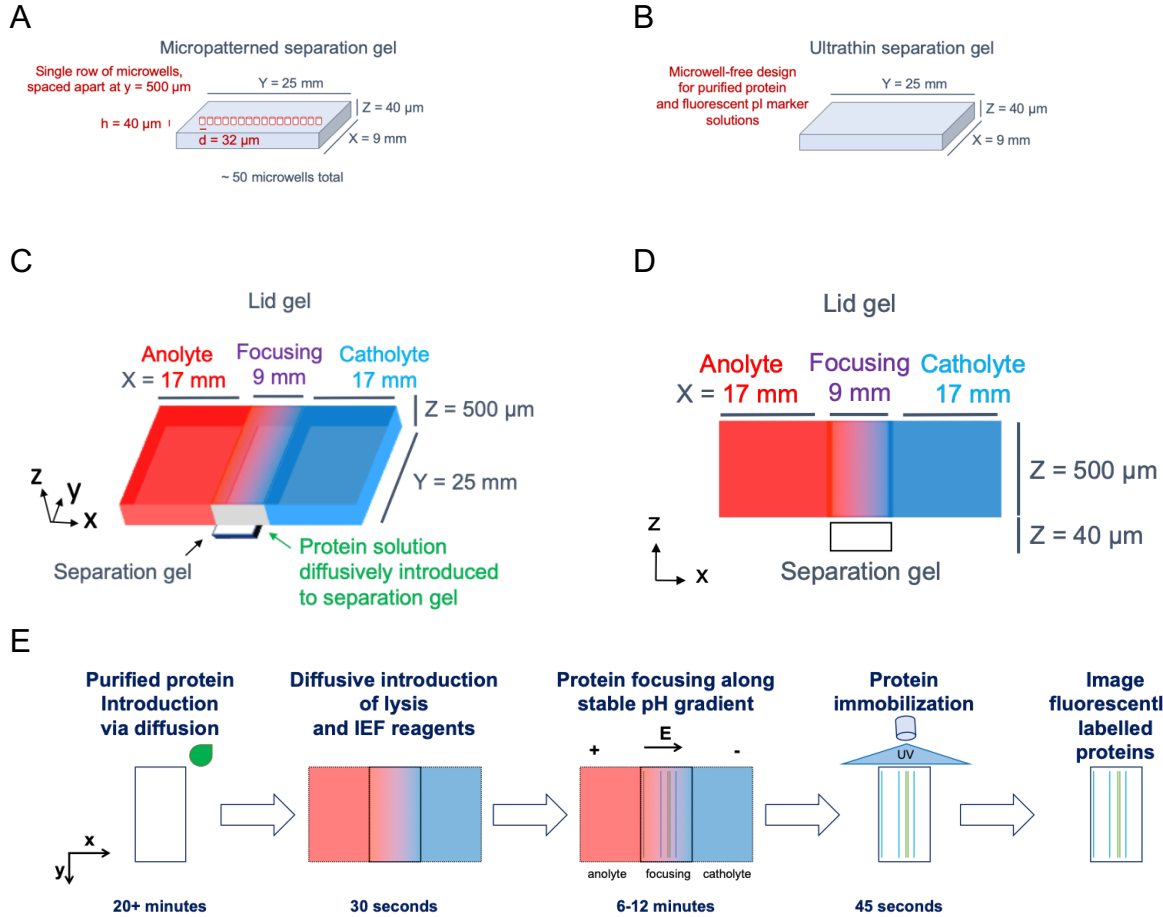 A
Micropatterned separation gel
Single row of microwells,
spaced apart at y = 500 µm
Y = 25 mm
Z = 40 µm
h = 40 µm
d = 32 µm
X = 9 mm
~ 50 microwells total
B
Ultrathin separation gel
Microwell-free design
for purified protein
and fluorescent pI marker
solutions
Y = 25 mm
Z = 40 µm
X = 9 mm
C
Lid gel
Anolyte
Focusing
Catholyte
X = 17 mm
9 mm
17 mm
Z = 500 µm
Y = 25 mm
z
y
x
Separation gel
Protein solution
diffusively introduced
to separation gel
D
Lid gel
Anolyte
Focusing
Catholyte
X = 17 mm
9 mm
17 mm
Z = 500 µm
Z = 40 µm
z
x
Separation gel
E
Purified protein
Introduction
via diffusion
x
y
20+ minutes
Diffusive introduction
of lysis
and IEF reagents
30 seconds
Protein focusing along
stable pH gradient
+
E
-
anolyte
focusing
catholyte
6-12 minutes
Protein
immobilization
UV
45 seconds
Image
fluorescentl
labelled
proteins